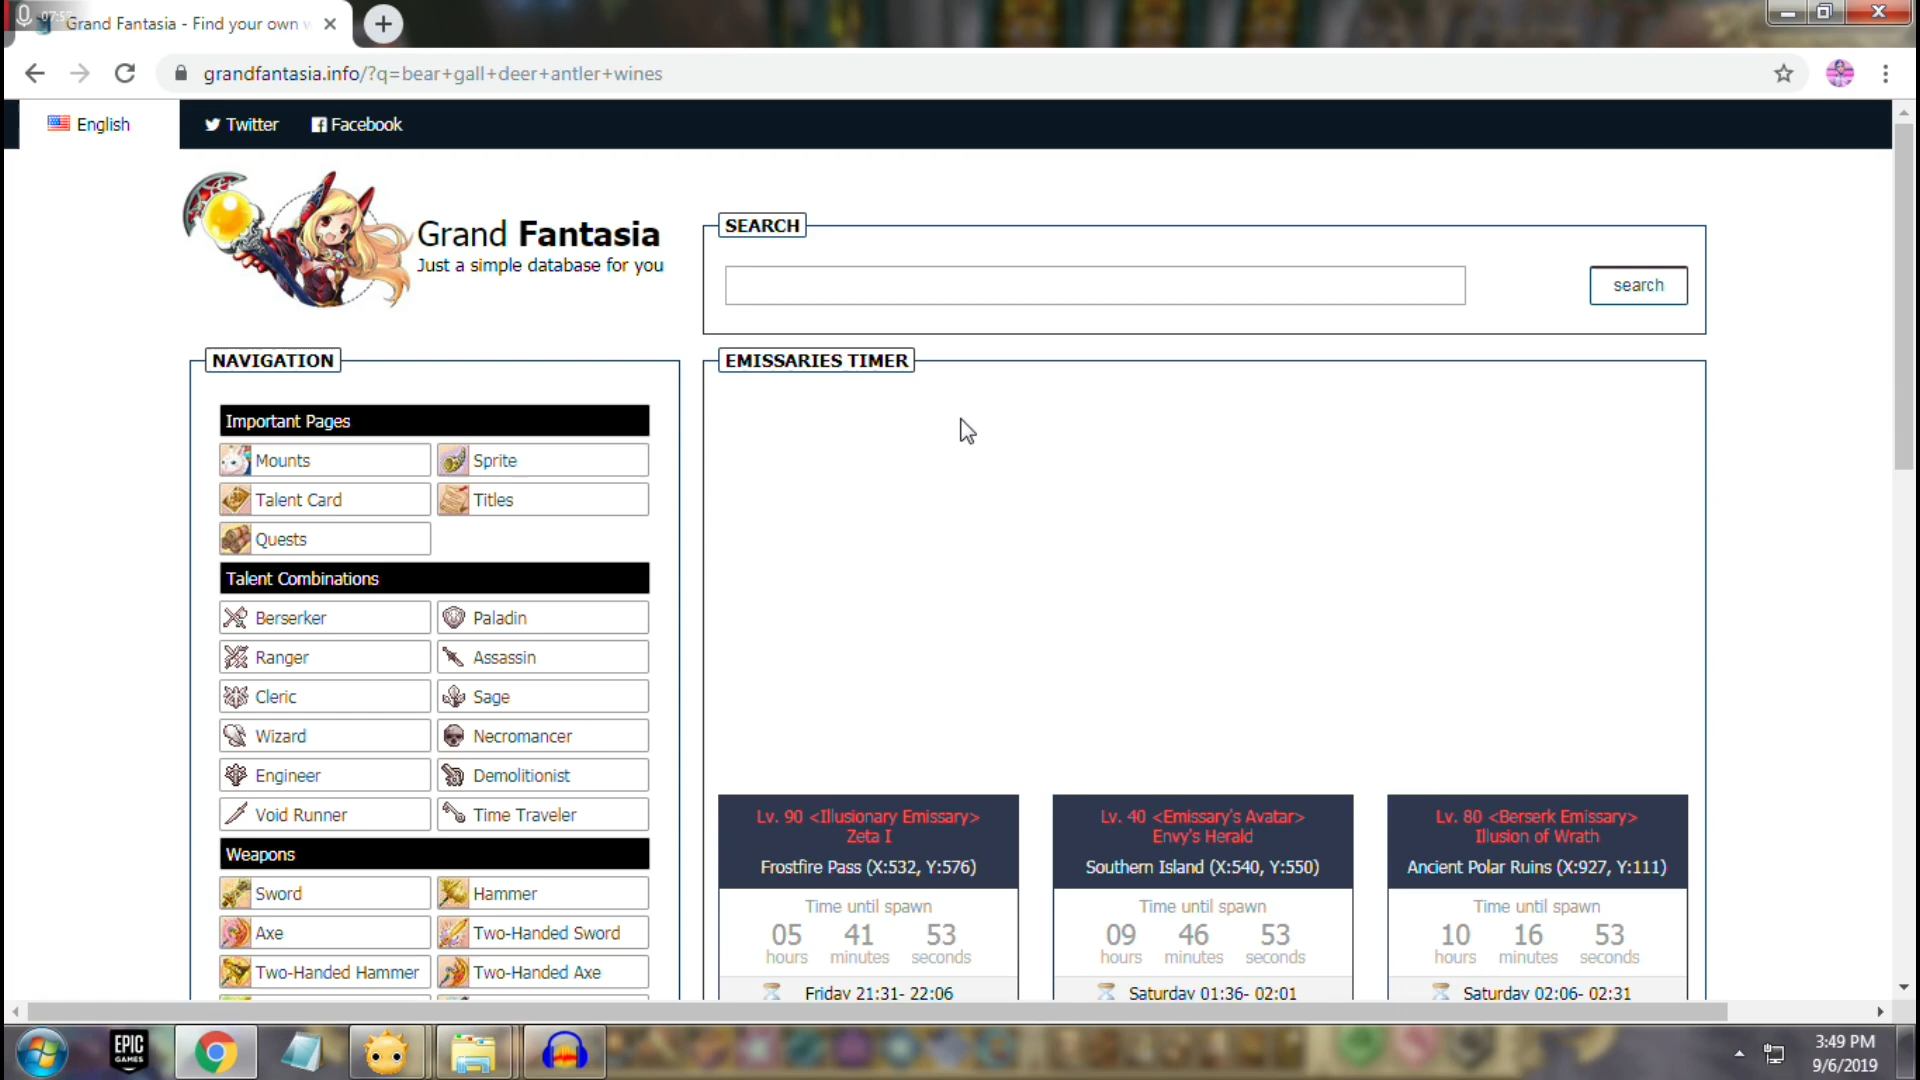 07:55
Grand Fantasia - Find your own
grandfantasia.info/?q=bear+gall+deer+antler+wines
English
Twitter
Facebook
Grand Fantasia
Just a simple database for you
SEARCH
search
NAVIGATION
Important Pages
Mounts
Sprite
Talent Card
Titles
Quests
Talent Combinations
Berserker
Paladin
Ranger
Assassin
Cleric
Sage
Wizard
Necromancer
Engineer
Demolitionist
Void Runner
Time Traveler
Weapons
Sword
Hammer
Axe
Two-Handed Sword
Two-Handed Hammer
Two-Handed Axe
EMISSARIES TIMER
Lv. 90 <Illusionary Emissary>
Zeta I
Frostfire Pass (X:532, Y:576)
Time until spawn
05 41 53
hours minutes seconds
Friday 21:31- 22:06
Lv. 40 <Emissary's Avatar>
Envy's Herald
Southern Island (X:540, Y:550)
Time until spawn
09 46 53
hours minutes seconds
Saturday 01:36- 02:01
Lv. 80 <Berserk Emissary>
Illusion of Wrath
Ancient Polar Ruins (X:927, Y:111)
Time until spawn
10 16 53
hours minutes seconds
Saturday 02:06- 02:31
EPIC
GAMES
3:49 PM
9/6/2019